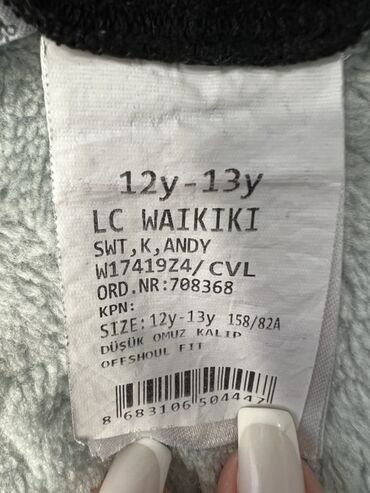 12y-13y
LC WAIKIKI
SWT,K,ANDY
W17419Z4/CVL
ORD.NR:708368
KPN:
SIZE:12y-13y 158/82A
DÜŞÜK OMUZ KALIP
OFFSHOUL FIT
8 683106 504447